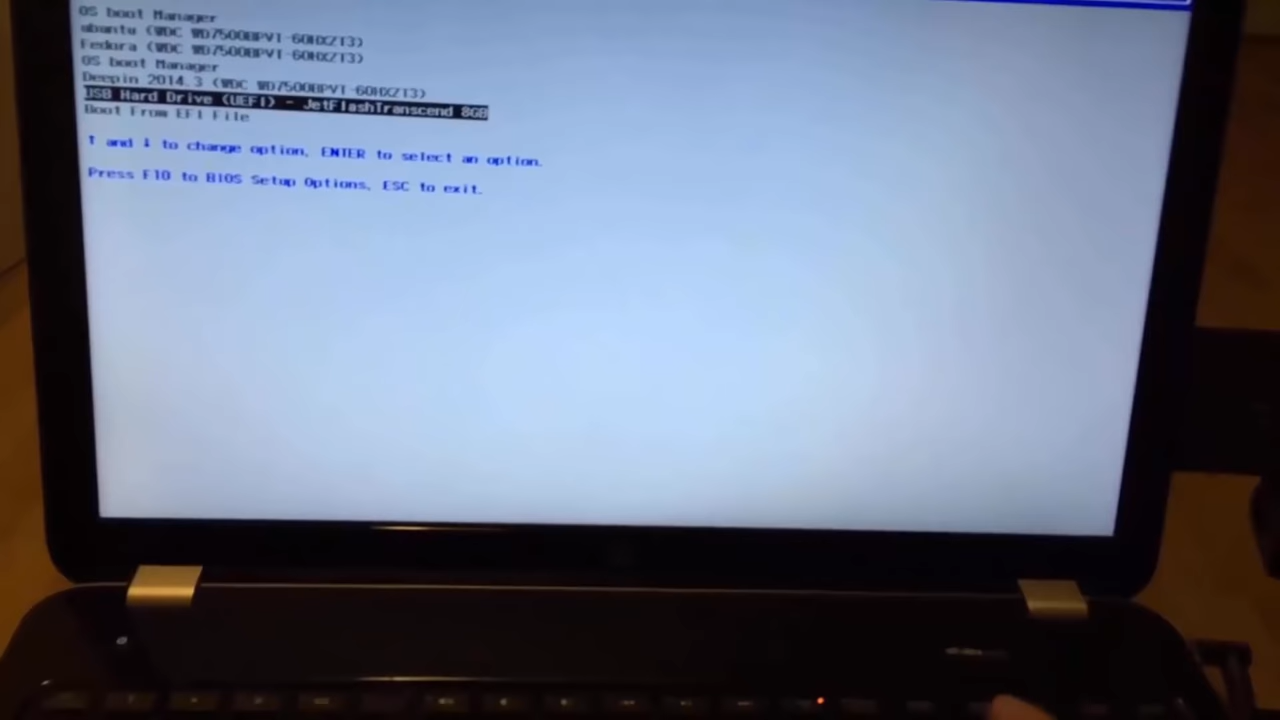 OS boot Manager
ubuntu (WDC WD7500BPVT-60HXZT3)
Fedora (WDC WD7500BPVT-60HXZT3)
OS boot Manager
Deepin 2014.3 (WDC WD7500BPVT-60HXZT3)
USB Hard Drive (UEFI) - JetFlashTranscend 8GB
Boot From EFI File
↑ and ↓ to change option, ENTER to select an option.
Press F10 to BIOS Setup Options, ESC to exit.